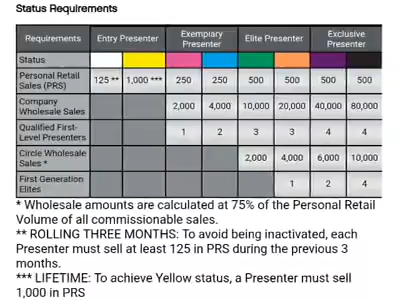 Status Requirements
Requirements Entry Presenter Exempiary Presenter Elite Presenter Exclusive Presenter
Status
Personal Retail Sales (PRS) 125 ** 1,000 *** 250 250 500 500 500 500
Company Wholesale Sales 2,000 4,000 10,000 20,000 40,000 80,000
Qualified First-Level Presenters 1 2 3 3 4 4
Circle Wholesale Sales * 2,000 4,000 6,000 10,000
First Generation Elites 1 2 4
* Wholesale amounts are calculated at 75% of the Personal Retail
Volume of all commissionable sales.
** ROLLING THREE MONTHS: To avoid being inactivated, each
Presenter must sell at least 125 in PRS during the previous 3
months.
*** LIFETIME: To achieve Yellow status, a Presenter must sell
1,000 in PRS